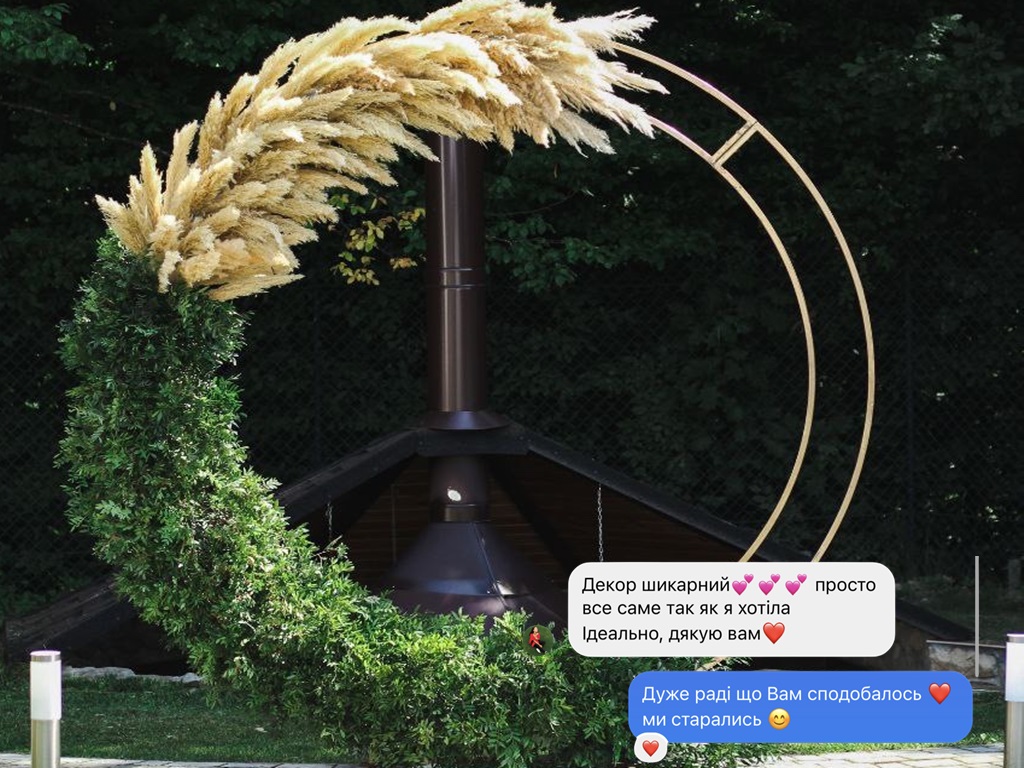 Декор шикарний💕💕💕 просто
все саме так як я хотіла
Ідеально, дякую вам❤️
Дуже раді що Вам сподобалось ❤️
ми старались 😊